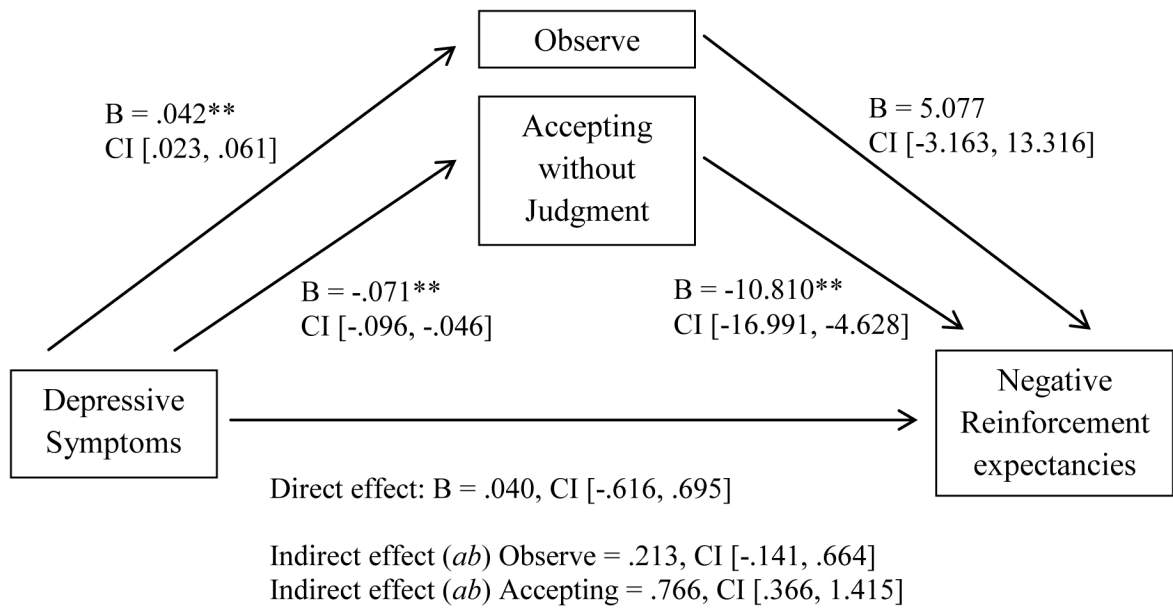 Observe
B = .042**
CI [.023, .061]
B = 5.077
CI [-3.163, 13.316]
Accepting
without
Judgment
B = -.071**
CI [-.096, -.046]
B = -10.810**
CI [-16.991, -4.628]
Depressive
Symptoms
Negative
Reinforcement
expectancies
Direct effect: B = .040, CI [-.616, .695]
Indirect effect (ab) Observe = .213, CI [-.141, .664]
Indirect effect (ab) Accepting = .766, CI [.366, 1.415]